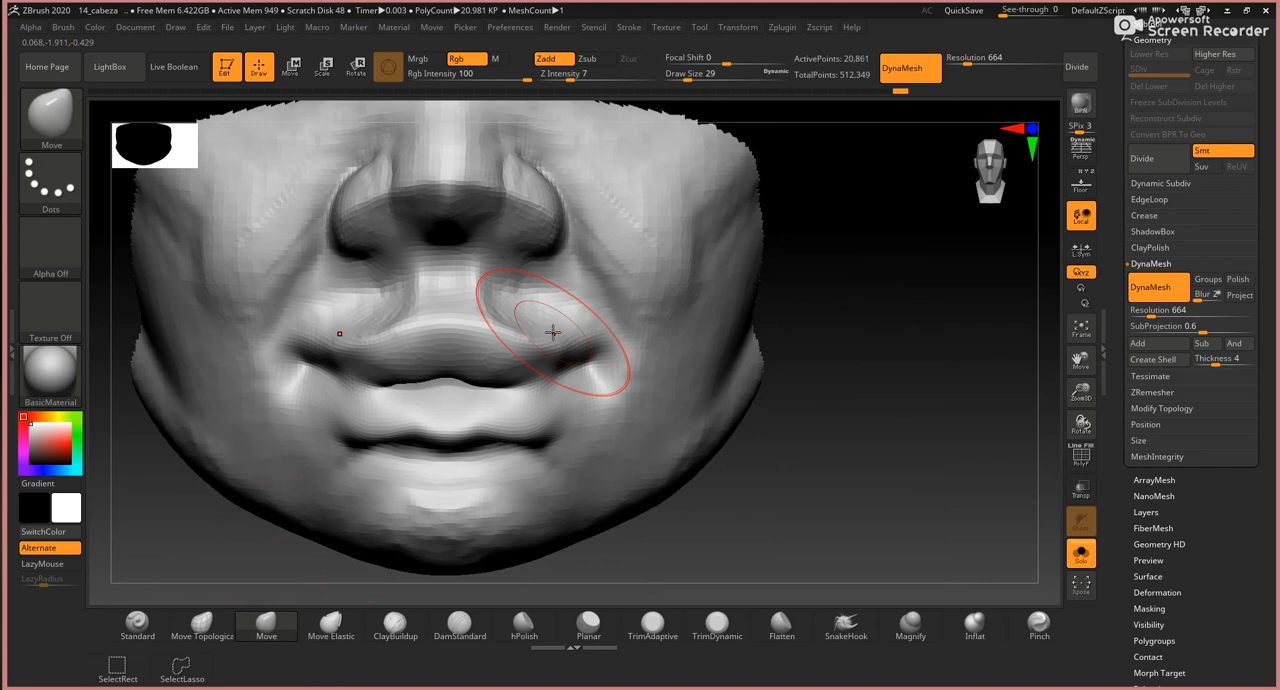 ZBrush 2020 14_cabeza .. • Free Mem 6.422GB • Active Mem 949 • Scratch Disk 48 • Timer▶0.003 • PolyCount▶20.981 KP • MeshCount▶1 AC QuickSave See-through 0 DefaultZScript
Alpha Brush Color Document Draw Edit File Layer Light Macro Marker Material Movie Picker Preferences Render Stencil Stroke Texture Tool Transform Zplugin Zscript Help
Apowersoft
Screen Recorder
0.068,-1.911,-0.429
Home Page LightBox Live Boolean
Edit Draw Move Scale Rotate
Mrgb Rgb M
Rgb Intensity 100
Zadd Zsub Zcut
Z Intensity 7
Focal Shift 0
Draw Size 29 Dynamic
ActivePoints: 20,861
TotalPoints: 512,349
DynaMesh
Resolution 664
Divide
Move
Dots
Alpha Off
Texture Off
BasicMaterial
Gradient
SwitchColor
Alternate
LazyMouse
LazyRadius
BPR
SPix 3
Dynamic
Persp
Floor
Local
L.Sym
XYZ
Frame
Move
Zoom3D
Rotate
Line Fill
PolyF
Transp
Solo
Xpose
Geometry
Lower Res Higher Res
SDiv Cage Rstr
Del Lower Del Higher
Freeze SubDivision Levels
Reconstruct Subdiv
Convert BPR To Geo
Divide Smt
Suv ReUV
Dynamic Subdiv
EdgeLoop
Crease
ShadowBox
ClayPolish
DynaMesh
DynaMesh Groups Polish
Blur 2 Project
Resolution 664
SubProjection 0.6
Add Sub And
Create Shell Thickness 4
Tessimate
ZRemesher
Modify Topology
Position
Size
MeshIntegrity
ArrayMesh
NanoMesh
Layers
FiberMesh
Geometry HD
Preview
Surface
Deformation
Masking
Visibility
Polygroups
Contact
Morph Target
Standard Move Topologica Move Move Elastic ClayBuildup DamStandard hPolish Planar TrimAdaptive TrimDynamic Flatten SnakeHook Magnify Inflat Pinch
SelectRect SelectLasso